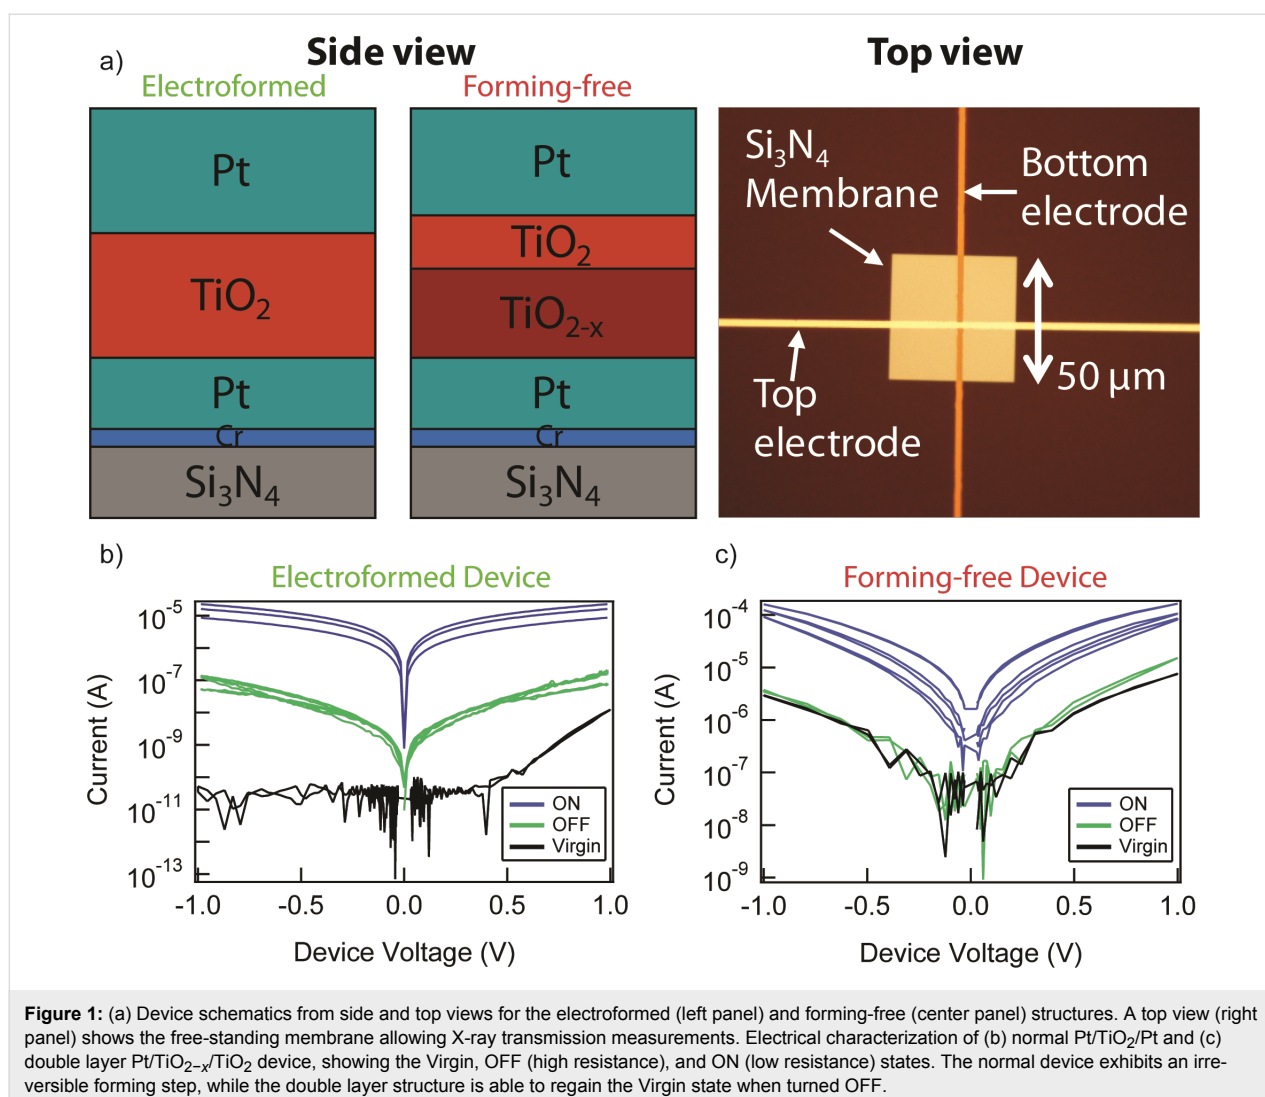 Side view
Top view
a)
Electroformed
Forming-free
Pt
TiO2
Pt
Cr
Si3N4
Pt
TiO2
TiO2-x
Pt
Cr
Si3N4
Si3N4
Membrane
Bottom
electrode
50 µm
Top
electrode
b)
Electroformed Device
10-5
10-7
10-9
10-11
10-13
Current (A)
ON
OFF
Virgin
-1.0 -0.5 0.0 0.5 1.0
Device Voltage (V)
c)
Forming-free Device
10-4
10-5
10-6
10-7
10-8
10-9
Current (A)
ON
OFF
Virgin
-1.0 -0.5 0.0 0.5 1.0
Device Voltage (V)
Figure 1: (a) Device schematics from side and top views for the electroformed (left panel) and forming-free (center panel) structures. A top view (right
panel) shows the free-standing membrane allowing X-ray transmission measurements. Electrical characterization of (b) normal Pt/TiO2/Pt and (c)
double layer Pt/TiO2−x/TiO2 device, showing the Virgin, OFF (high resistance), and ON (low resistance) states. The normal device exhibits an irre-
versible forming step, while the double layer structure is able to regain the Virgin state when turned OFF.